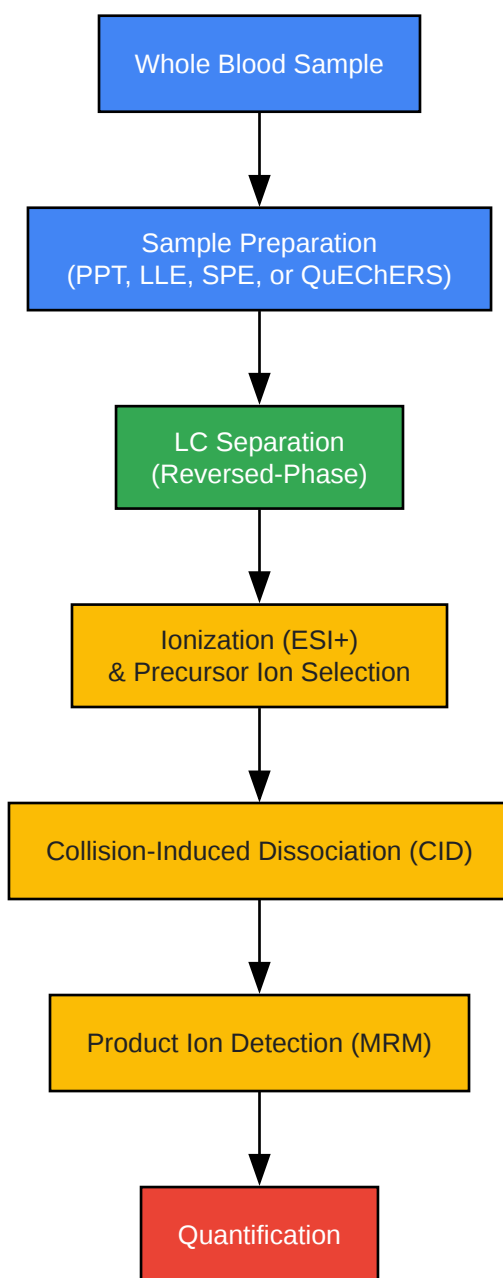 Whole Blood Sample
Sample Preparation
(PPT, LLE, SPE, or QuEChERS)
LC Separation
(Reversed-Phase)
Ionization (ESI+)
& Precursor Ion Selection
Collision-Induced Dissociation (CID)
Product Ion Detection (MRM)
Quantification